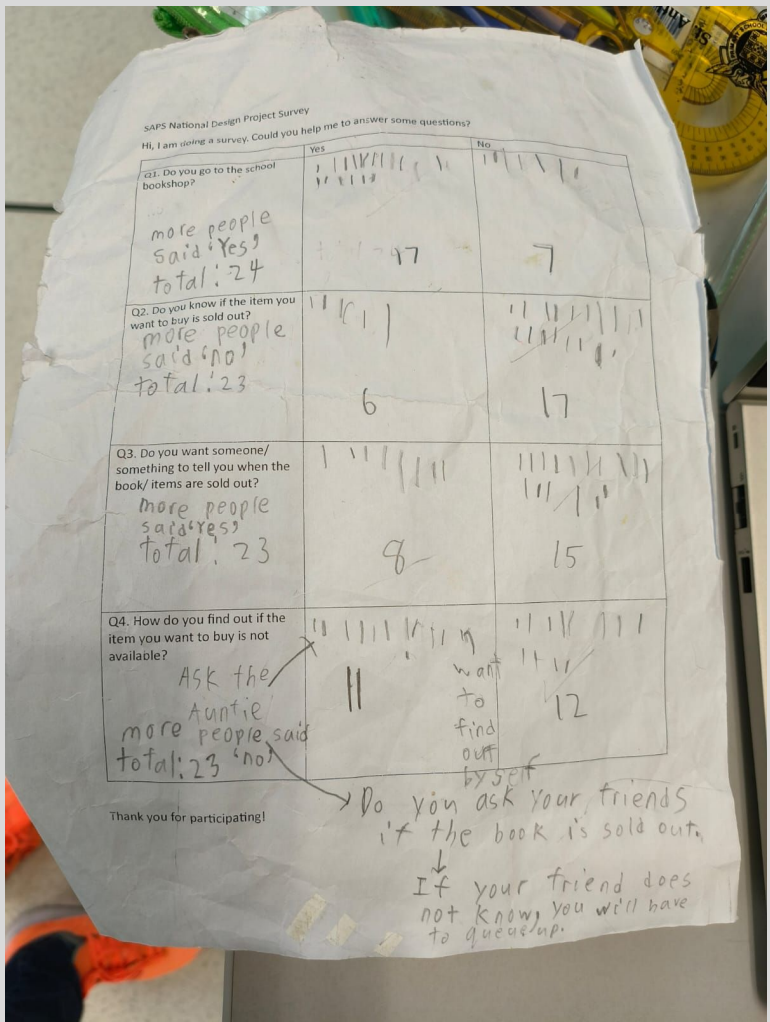 St. Anth
PRIMARY SCHOOL
SAPS National Design Project Survey
Hi, I am doing a survey. Could you help me to answer some questions?
Yes
No
Q1. Do you go to the school
bookshop?
more people
said 'Yes'
total: 24
17
7
Q2. Do you know if the item you
want to buy is sold out?
more people
said 'no'
total: 23
6
17
Q3. Do you want someone/
something to tell you when the
book/ items are sold out?
more people
said 'Yes'
total: 23
8
15
Q4. How do you find out if the
item you want to buy is not
available?
Ask the
Auntie
more people said
total: 23 'no'
11
want
to
find
out
by self
12
Do you ask your friends
if the book is sold out.
If your friend does
not know, you will have
to queue up.
Thank you for participating!